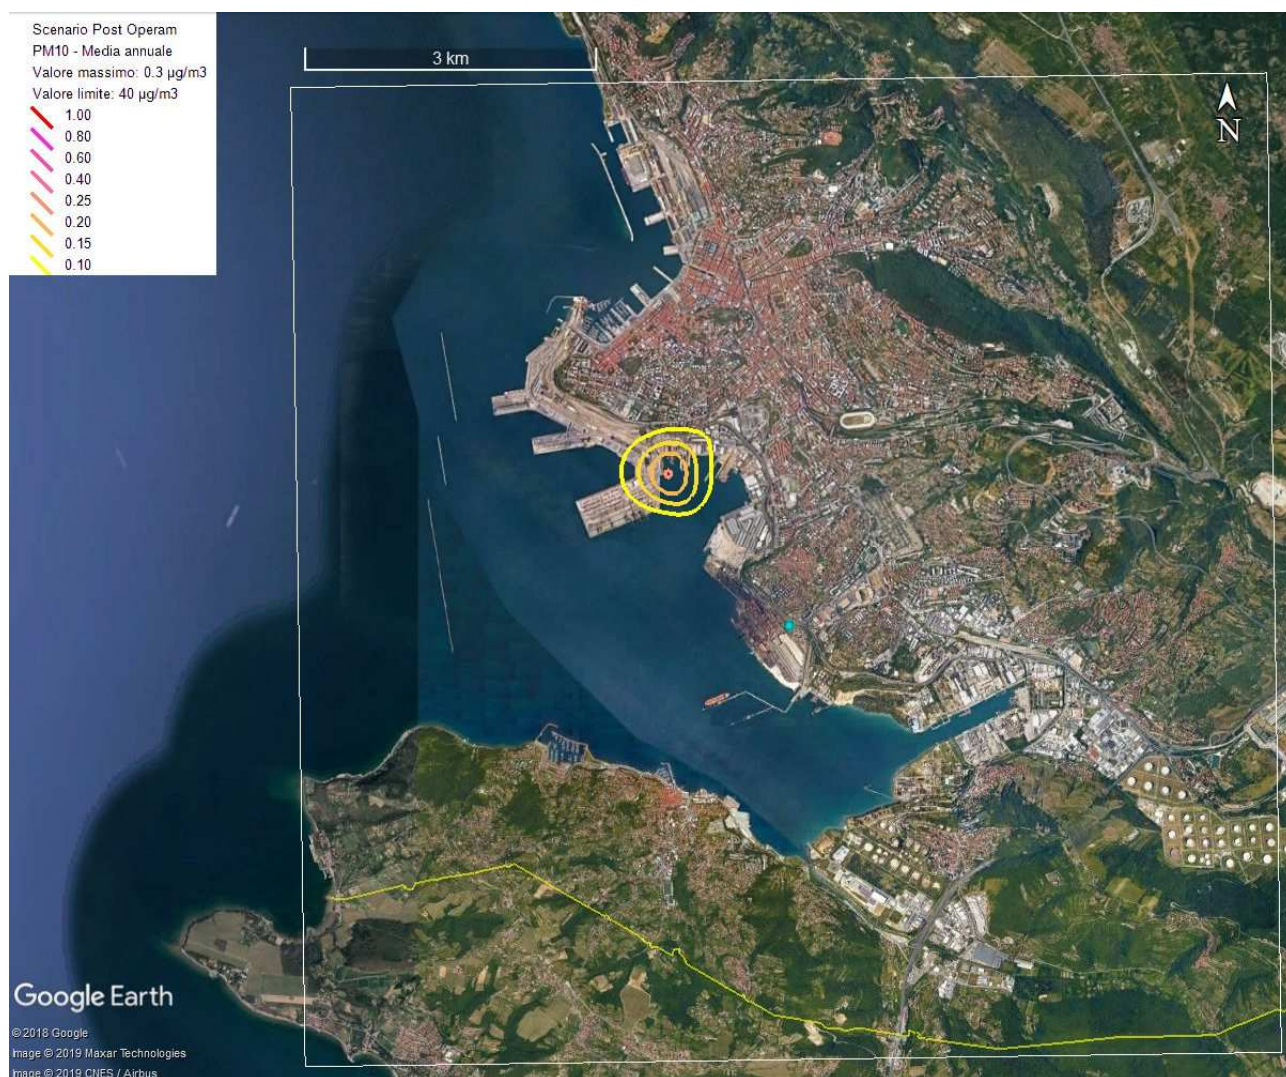 Scenario Post Operam
PM10 - Media annuale
Valore massimo: 0.3 µg/m3
Valore limite: 40 µg/m3
1.00
0.80
0.60
0.40
0.25
0.20
0.15
0.10
3 km
N
Google Earth
© 2018 Google
Image © 2019 Maxar Technologies
Image © 2019 CNES / Airbus